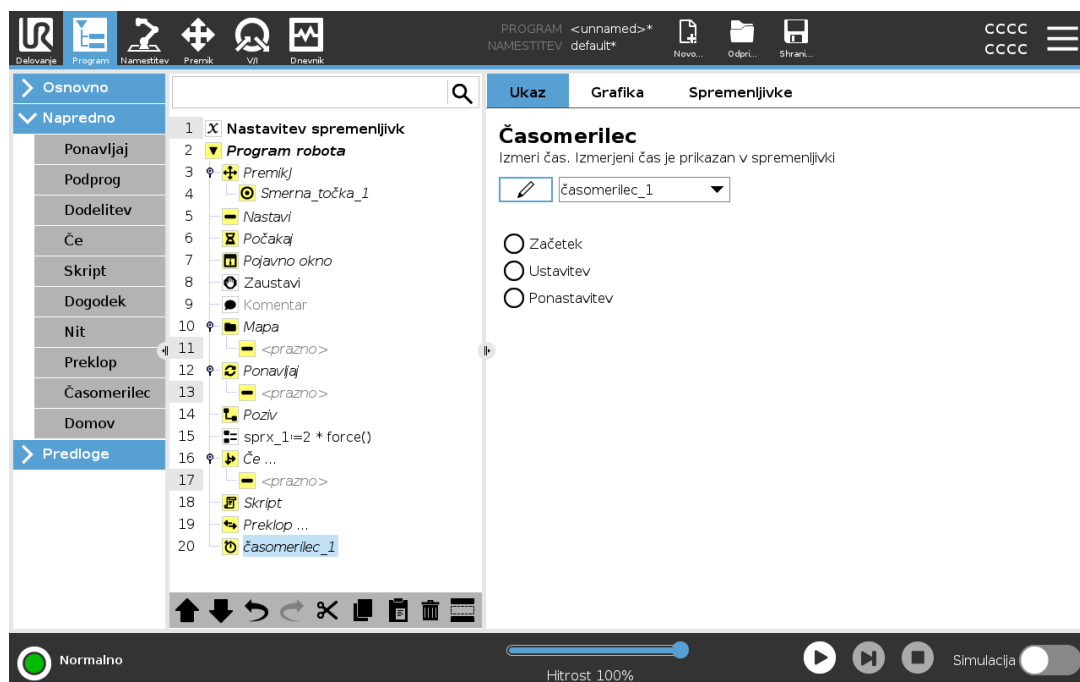 PROGRAM <unnamed>*
NAMESTITEV default*
CCCC
CCCC
Delovanje Program Namestitev Premik V/I Dnevnik Novo... Odpri... Shrani...
Osnovno
Napredno
Ponavljaj
Podprog
Dodelitev
Če
Skript
Dogodek
Nit
Preklop
Časomerilec
Domov
Predloge
1 X Nastavitev spremenljivk
2 Program robota
3 PremikJ
4 Smerna_točka_1
5 Nastavi
6 Počakaj
7 Pojavno okno
8 Zaustavi
9 Komentar
10 Mapa
11 <prazno>
12 Ponavljaj
13 <prazno>
14 Poziv
15 sprx_1:=2 * force()
16 Če ...
17 <prazno>
18 Skript
19 Preklop ...
20 časomerilec_1
Ukaz Grafika Spremenljivke
Časomerilec
Izmeri čas. Izmerjeni čas je prikazan v spremenljivki
časomerilec_1
Začetek
Ustavitev
Ponastavitev
Normalno
Hitrost 100%
Simulacija